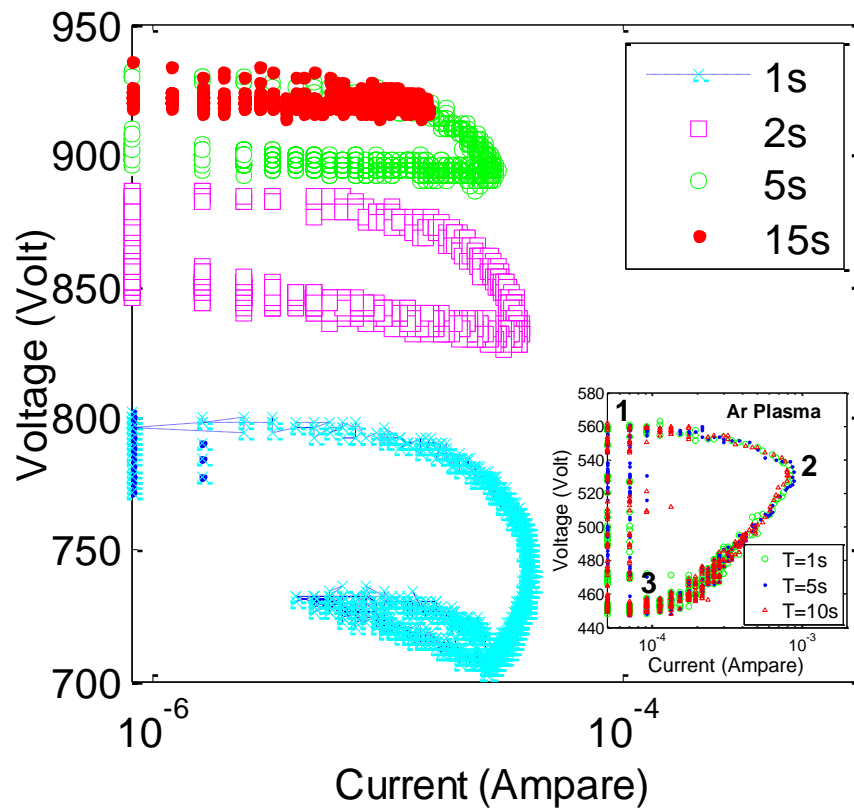 950
900
850
800
750
700
Voltage (Volt)
10^-6
10^-4
Current (Ampare)
1s
2s
5s
15s
580
560
540
520
500
480
460
440
Voltage (Volt)
10^-4
10^-3
Current (Ampare)
Ar Plasma
1
2
3
T=1s
T=5s
T=10s